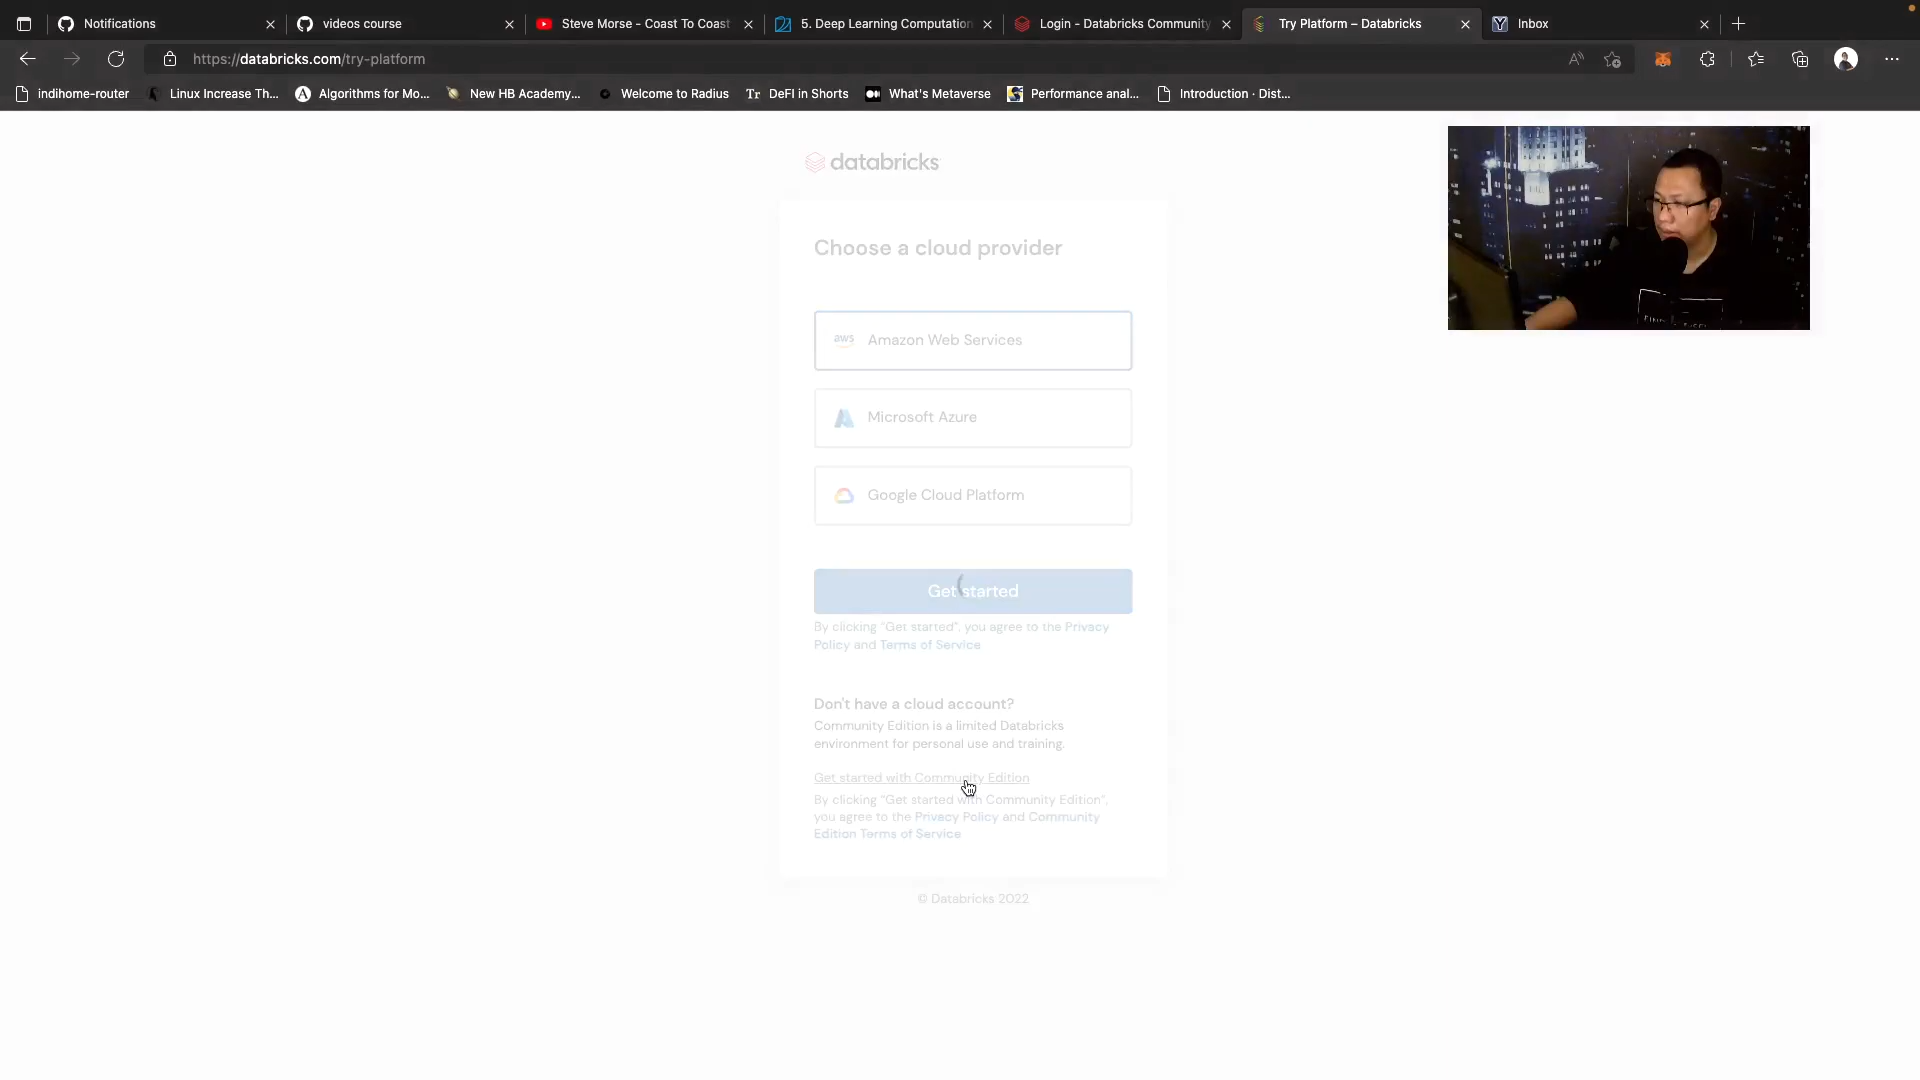 Notifications
videos course
Steve Morse - Coast To Coast
5. Deep Learning Computation
Login - Databricks Community
Try Platform – Databricks
Inbox
https://databricks.com/try-platform
indihome-router
Linux Increase Th...
Algorithms for Mo...
New HB Academy...
Welcome to Radius
Tr DeFI in Shorts
What's Metaverse
Performance anal...
Introduction · Dist...
databricks
Choose a cloud provider
aws Amazon Web Services
Microsoft Azure
Google Cloud Platform
Get started
By clicking "Get started", you agree to the Privacy
Policy and Terms of Service
Don't have a cloud account?
Community Edition is a limited Databricks
environment for personal use and training.
Get started with Community Edition
By clicking "Get started with Community Edition",
you agree to the Privacy Policy and Community
Edition Terms of Service
© Databricks 2022